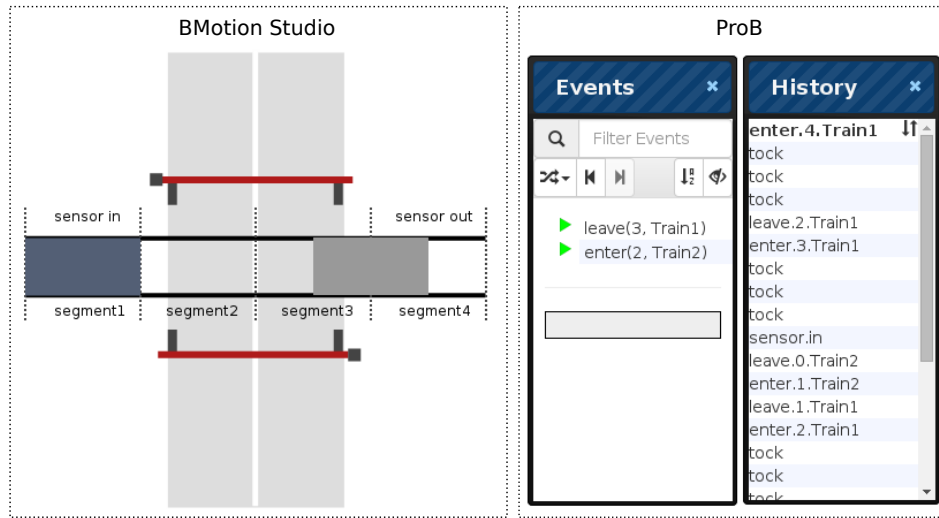 BMotion Studio
sensor in
sensor out
segment1
segment2
segment3
segment4
ProB
Events ×
Filter Events
leave(3, Train1)
enter(2, Train2)
History ×
enter.4.Train1
tock
tock
tock
leave.2.Train1
enter.3.Train1
tock
tock
tock
sensor.in
leave.0.Train2
enter.1.Train2
leave.1.Train1
enter.2.Train1
tock
tock
tock